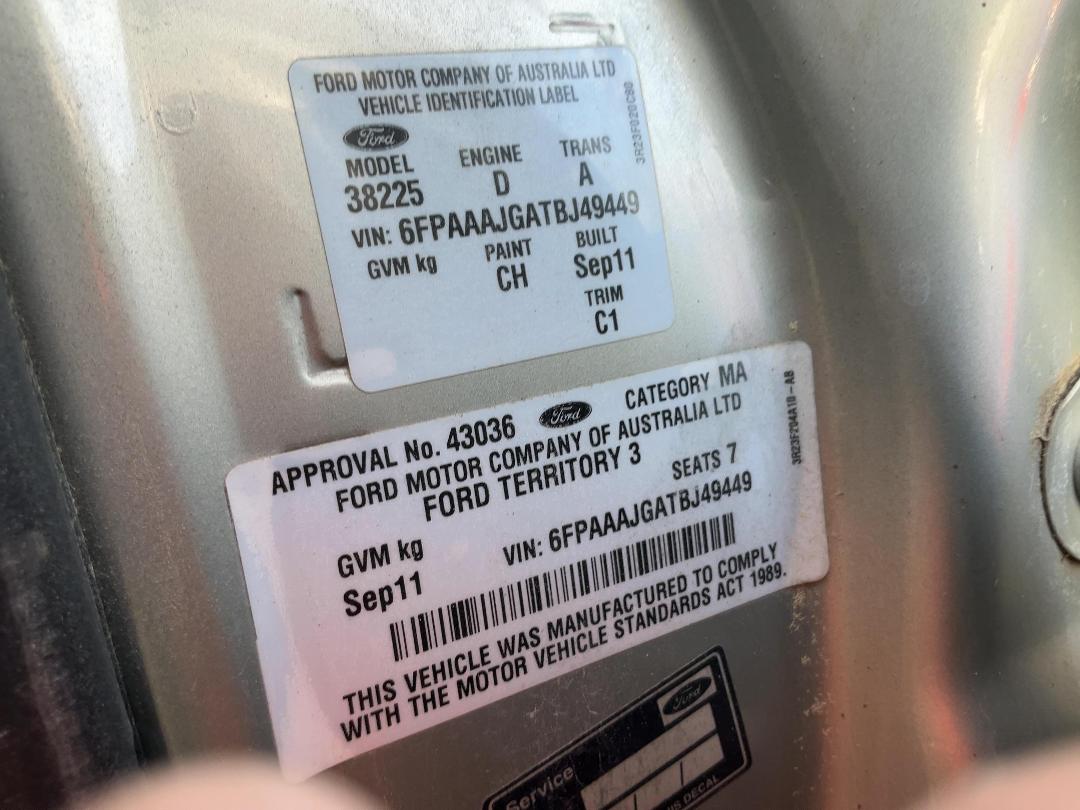 FORD MOTOR COMPANY OF AUSTRALIA LTD
VEHICLE IDENTIFICATION LABEL
3R23F020C80
Ford
MODEL ENGINE TRANS
38225 D A
VIN: 6FPAAAJGATBJ49449
GVM kg PAINT BUILT
CH Sep11
TRIM
C1
APPROVAL No. 43036 Ford CATEGORY MA
FORD MOTOR COMPANY OF AUSTRALIA LTD
FORD TERRITORY 3 SEATS 7
3R23F204A10-AB
GVM kg VIN: 6FPAAAJGATBJ49449
Sep11
THIS VEHICLE WAS MANUFACTURED TO COMPLY
WITH THE MOTOR VEHICLE STANDARDS ACT 1989.
Ford
Service
THIS DECAL